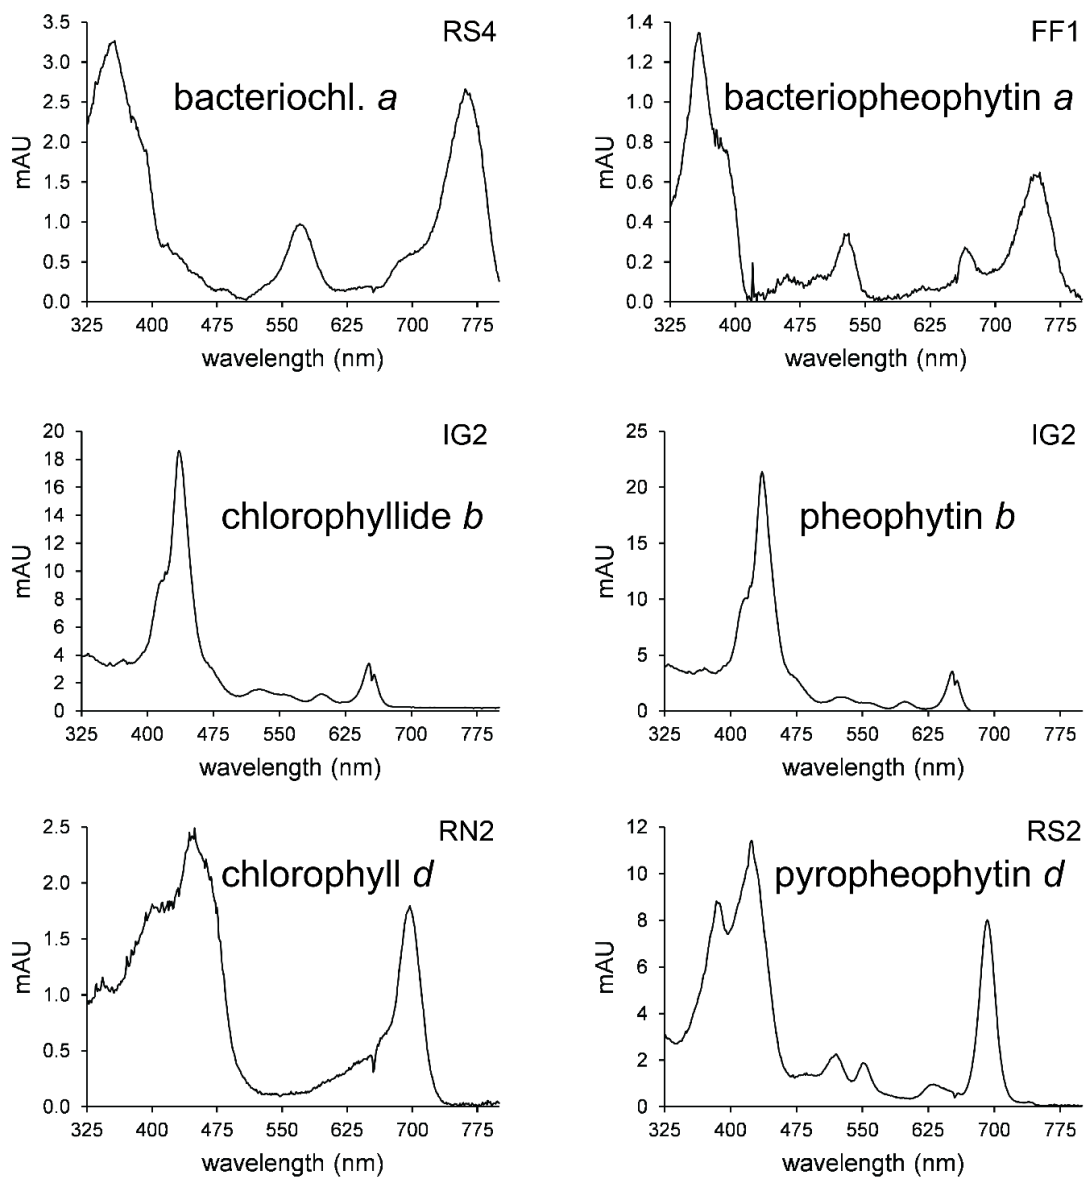 RS4
bacteriochl. a
mAU
3.5
3.0
2.5
2.0
1.5
1.0
0.5
0.0
325 400 475 550 625 700 775
wavelength (nm)
FF1
bacteriopheophytin a
mAU
1.4
1.2
1.0
0.8
0.6
0.4
0.2
0.0
325 400 475 550 625 700 775
wavelength (nm)
IG2
chlorophyllide b
mAU
20
18
16
14
12
10
8
6
4
2
0
325 400 475 550 625 700 775
wavelength (nm)
IG2
pheophytin b
mAU
25
20
15
10
5
0
325 400 475 550 625 700 775
wavelength (nm)
RN2
chlorophyll d
mAU
2.5
2.0
1.5
1.0
0.5
0.0
325 400 475 550 625 700 775
wavelength (nm)
RS2
pyropheophytin d
mAU
12
10
8
6
4
2
0
325 400 475 550 625 700 775
wavelength (nm)